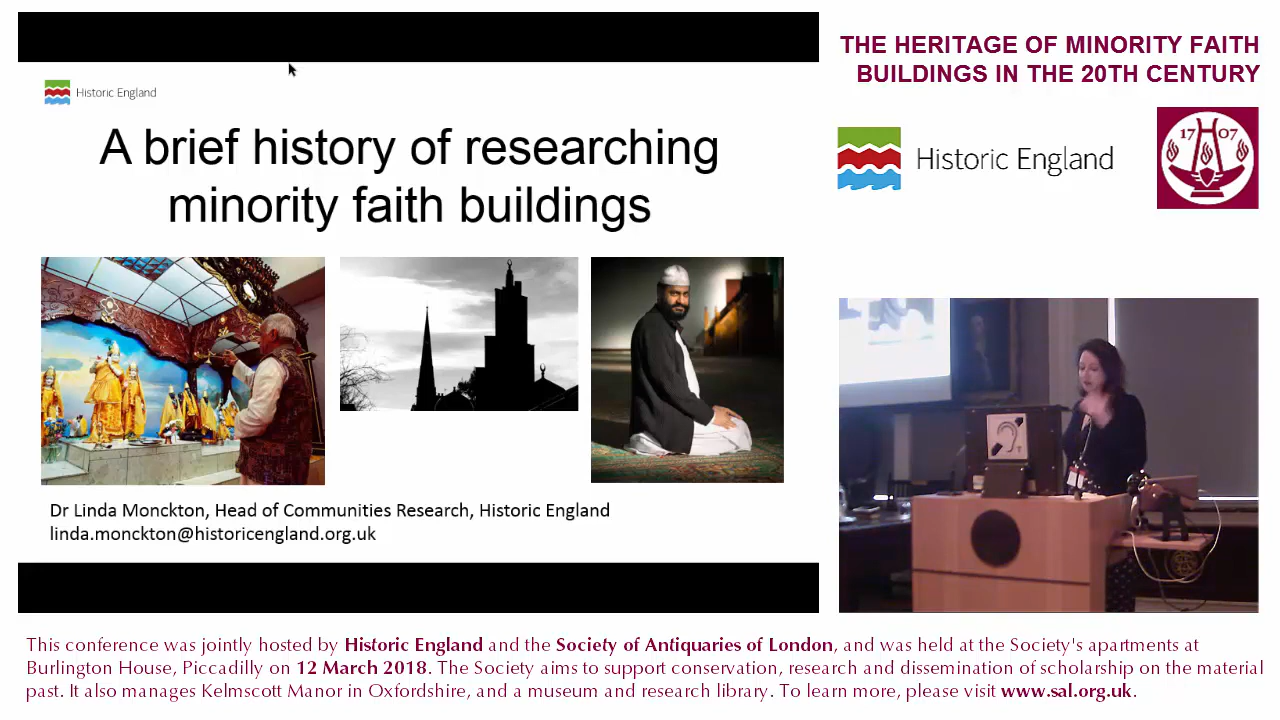 THE HERITAGE OF MINORITY FAITH
BUILDINGS IN THE 20TH CENTURY
Historic England
17 07
Historic England
A brief history of researching
minority faith buildings
Dr Linda Monckton, Head of Communities Research, Historic England
linda.monckton@historicengland.org.uk
T
This conference was jointly hosted by Historic England and the Society of Antiquaries of London, and was held at the Society's apartments at
Burlington House, Piccadilly on 12 March 2018. The Society aims to support conservation, research and dissemination of scholarship on the material
past. It also manages Kelmscott Manor in Oxfordshire, and a museum and research library. To learn more, please visit www.sal.org.uk.